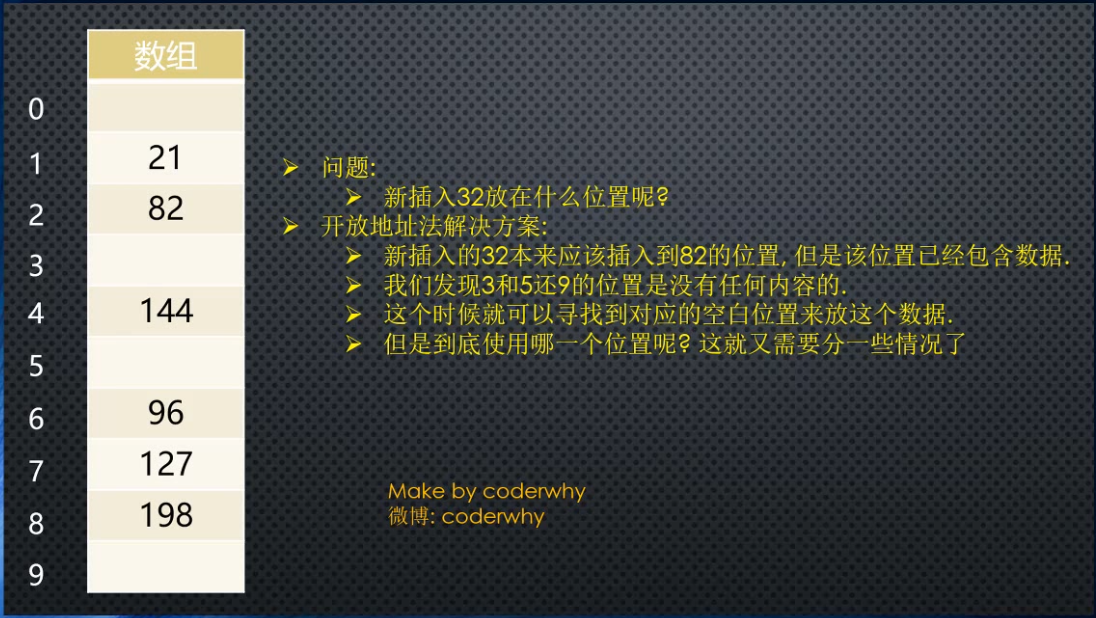 数组
0
1 21
2 82
3
4 144
5
6 96
7 127
8 198
9
问题:
新插入32放在什么位置呢?
开放地址法解决方案:
新插入的32本来应该插入到82的位置, 但是该位置已经包含数据.
我们发现3和5还9的位置是没有任何内容的.
这个时候就可以寻找到对应的空白位置来放这个数据.
但是到底使用哪一个位置呢? 这就又需要分一些情况了
Make by coderwhy
微博: coderwhy